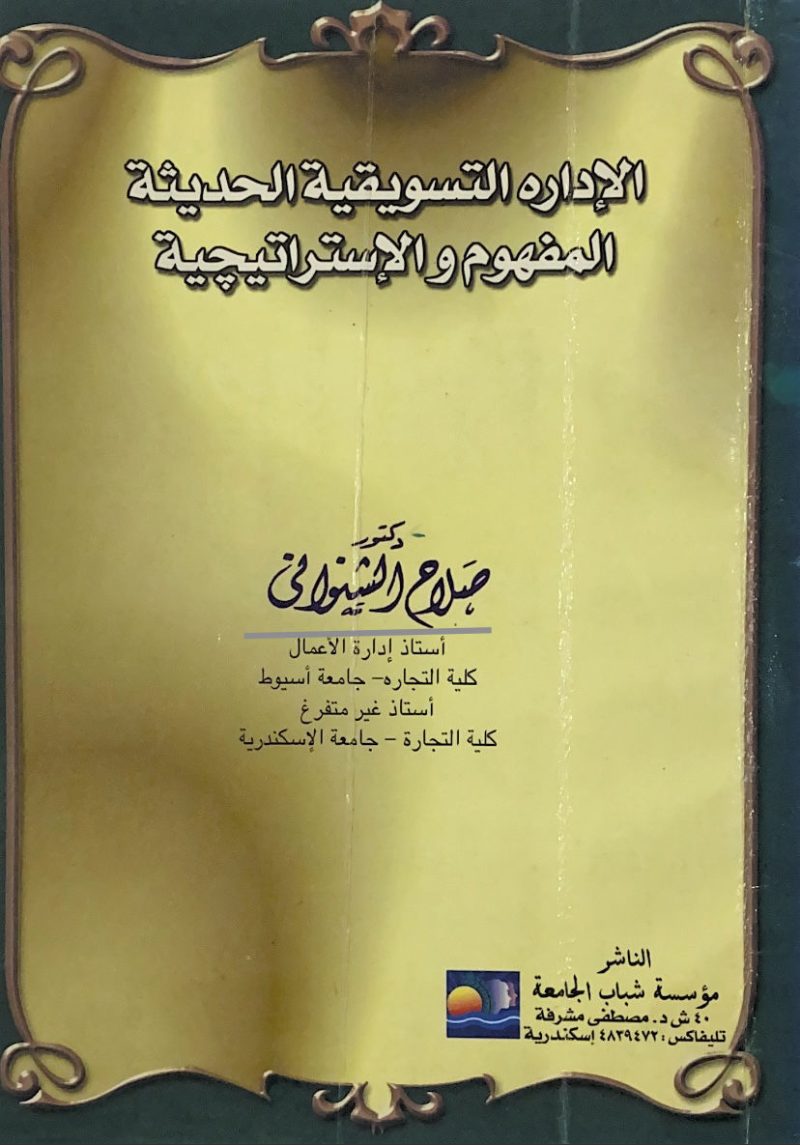 الإداره التسويقية الحديثة
المفهوم والإستراتيچية
دكتور
صلاح الشنواني
أستاذ إدارة الأعمال
كلية التجاره- جامعة أسيوط
أستاذ غير متفرغ
كلية التجارة - جامعة الإسكندرية
الناشر
مؤسسة شباب الجامعة
٤٠ ش د. مصطفى مشرفة
تليفاكس: ٤٨٣٩٤٧٢ إسكندرية